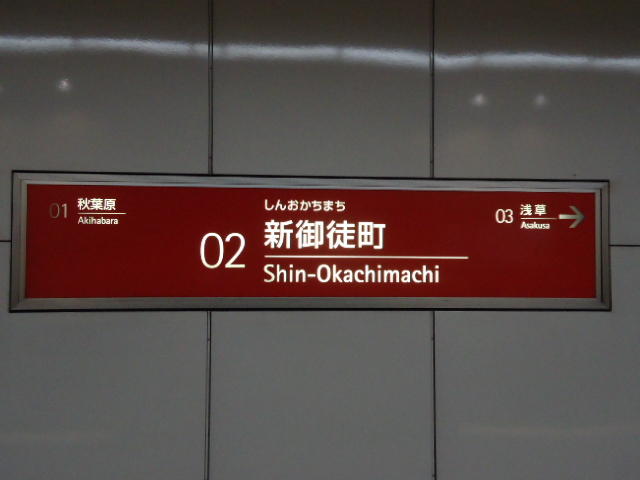 01 秋葉原
Akihabara
しんおかちまち
02 新御徒町
Shin-Okachimachi
03 浅草
Asakusa